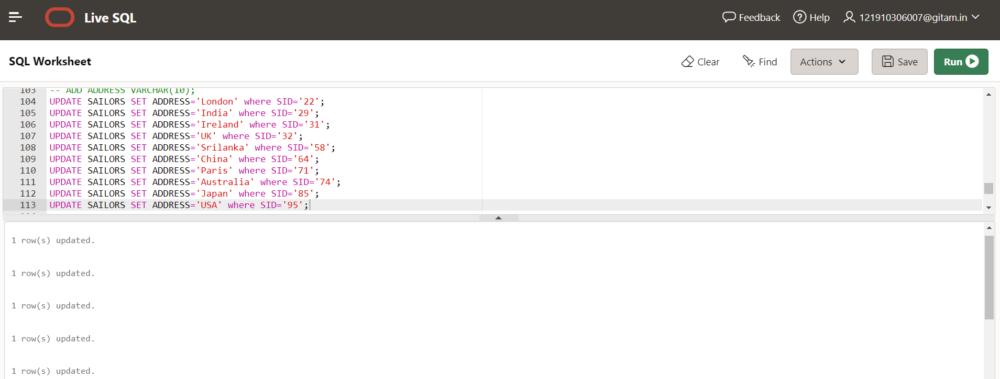 Live SQL
Feedback
Help
121910306007@gitam.in
SQL Worksheet
Clear
Find
Actions
Save
Run
103 -- ADD ADDRESS VARCHAR(10);
104 UPDATE SAILORS SET ADDRESS='London' where SID='22';
105 UPDATE SAILORS SET ADDRESS='India' where SID='29';
106 UPDATE SAILORS SET ADDRESS='Ireland' where SID='31';
107 UPDATE SAILORS SET ADDRESS='UK' where SID='32';
108 UPDATE SAILORS SET ADDRESS='Srilanka' where SID='58';
109 UPDATE SAILORS SET ADDRESS='China' where SID='64';
110 UPDATE SAILORS SET ADDRESS='Paris' where SID='71';
111 UPDATE SAILORS SET ADDRESS='Australia' where SID='74';
112 UPDATE SAILORS SET ADDRESS='Japan' where SID='85';
113 UPDATE SAILORS SET ADDRESS='USA' where SID='95';
1 row(s) updated.
1 row(s) updated.
1 row(s) updated.
1 row(s) updated.
1 row(s) updated.